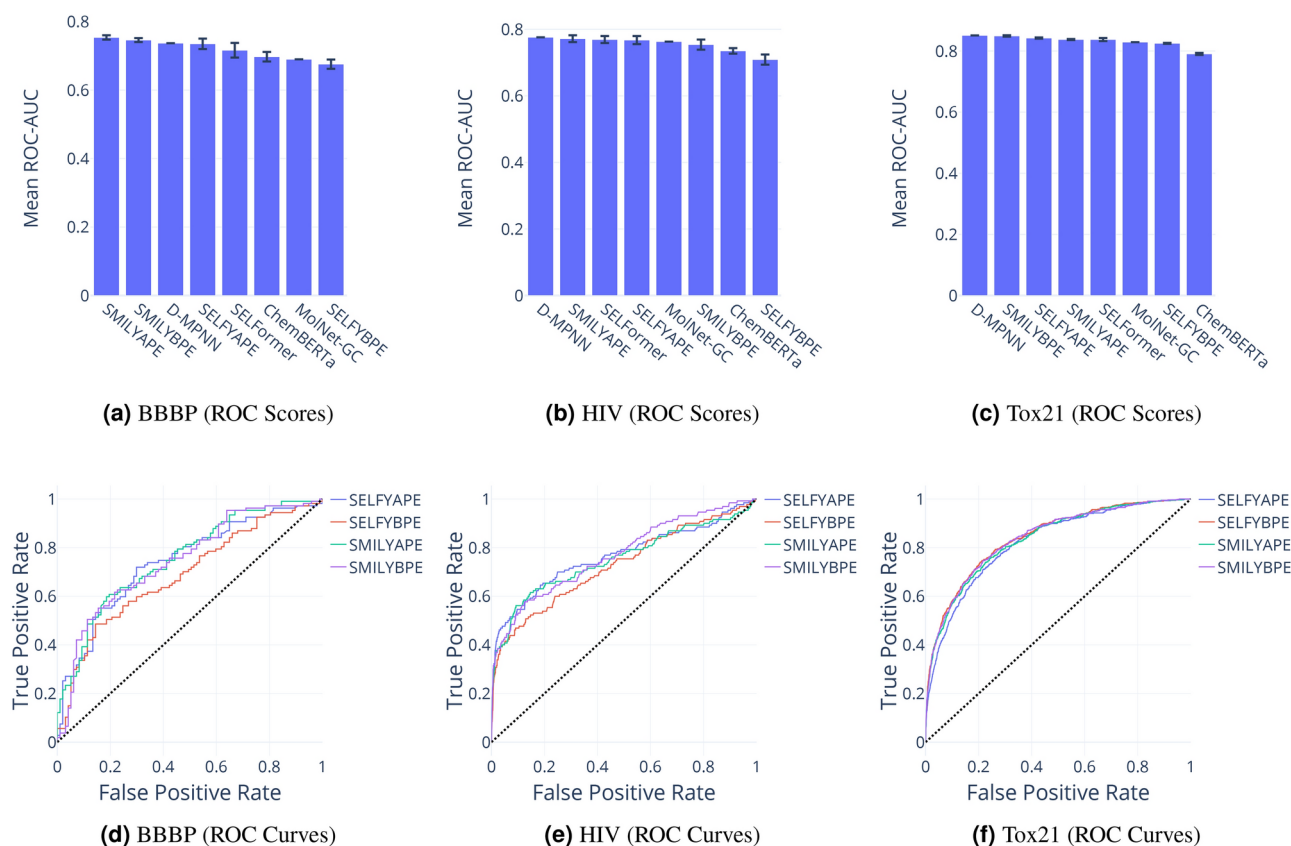 0.8
0.6
0.4
0.2
0
Mean ROC-AUC
SMILYAPE
SMILYBPE
D-MPNN
SELFYAPE
SELFormer
ChemBERTa
MolNet-GC
SELFYBPE
(a) BBBP (ROC Scores)
0.8
0.6
0.4
0.2
0
Mean ROC-AUC
D-MPNN
SMILYAPE
SELFormer
SELFYAPE
MolNet-GC
SMILYBPE
ChemBERTa
SELFYBPE
(b) HIV (ROC Scores)
0.8
0.6
0.4
0.2
0
Mean ROC-AUC
D-MPNN
SMILYBPE
SELFYAPE
SMILYAPE
SELFormer
MolNet-GC
SELFYBPE
ChemBERTa
(c) Tox21 (ROC Scores)
1
0.8
0.6
0.4
0.2
0
True Positive Rate
0 0.2 0.4 0.6 0.8 1
False Positive Rate
SELFYAPE
SELFYBPE
SMILYAPE
SMILYBPE
(d) BBBP (ROC Curves)
1
0.8
0.6
0.4
0.2
0
True Positive Rate
0 0.2 0.4 0.6 0.8 1
False Positive Rate
SELFYAPE
SELFYBPE
SMILYAPE
SMILYBPE
(e) HIV (ROC Curves)
1
0.8
0.6
0.4
0.2
0
True Positive Rate
0 0.2 0.4 0.6 0.8 1
False Positive Rate
SELFYAPE
SELFYBPE
SMILYAPE
SMILYBPE
(f) Tox21 (ROC Curves)